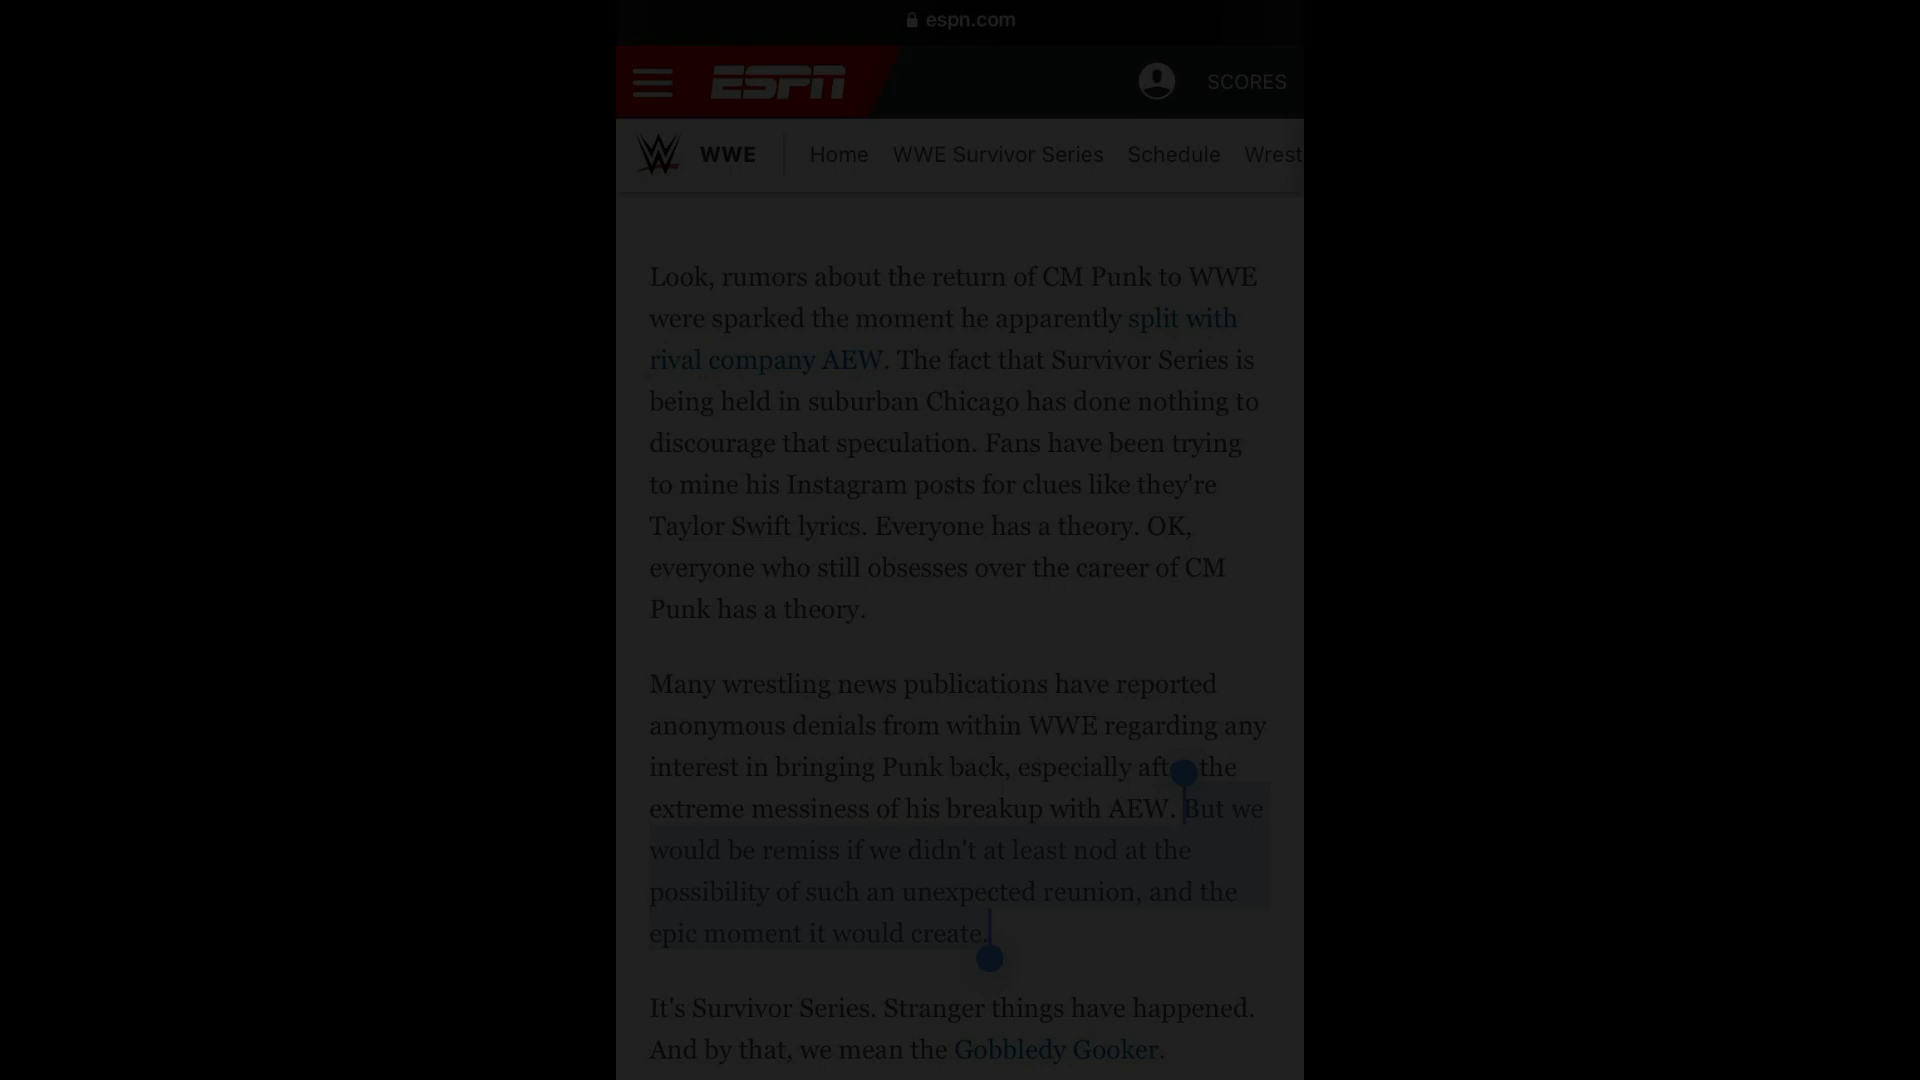 espn.com
ESPN
SCORES
WWE
Home
WWE Survivor Series
Schedule
Wrest
Look, rumors about the return of CM Punk to WWE
were sparked the moment he apparently split with
rival company AEW. The fact that Survivor Series is
being held in suburban Chicago has done nothing to
discourage that speculation. Fans have been trying
to mine his Instagram posts for clues like they're
Taylor Swift lyrics. Everyone has a theory. OK,
everyone who still obsesses over the career of CM
Punk has a theory.
Many wrestling news publications have reported
anonymous denials from within WWE regarding any
interest in bringing Punk back, especially aft the
extreme messiness of his breakup with AEW. But we
would be remiss if we didn't at least nod at the
possibility of such an unexpected reunion, and the
epic moment it would create.
It's Survivor Series. Stranger things have happened.
And by that, we mean the Gobbledy Gooker.